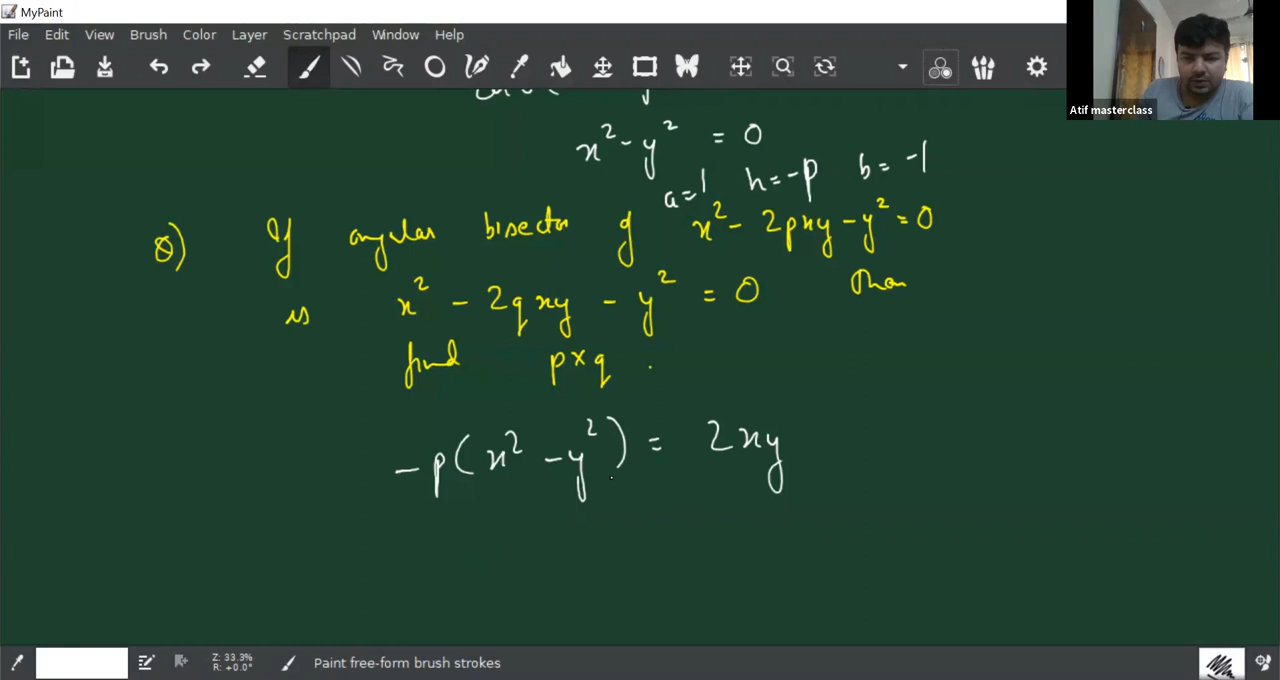 MyPaint
File Edit View Brush Color Layer Scratchpad Window Help
Atif masterclass
x² - y² = 0
a=1 h=-p b=-1
Q) If angular bisector of x² - 2pxy - y² = 0
is x² - 2qxy - y² = 0 than
find p×q .
-p(x² - y²) = 2xy
Z: 33.3%
R: +0.0°
Paint free-form brush strokes